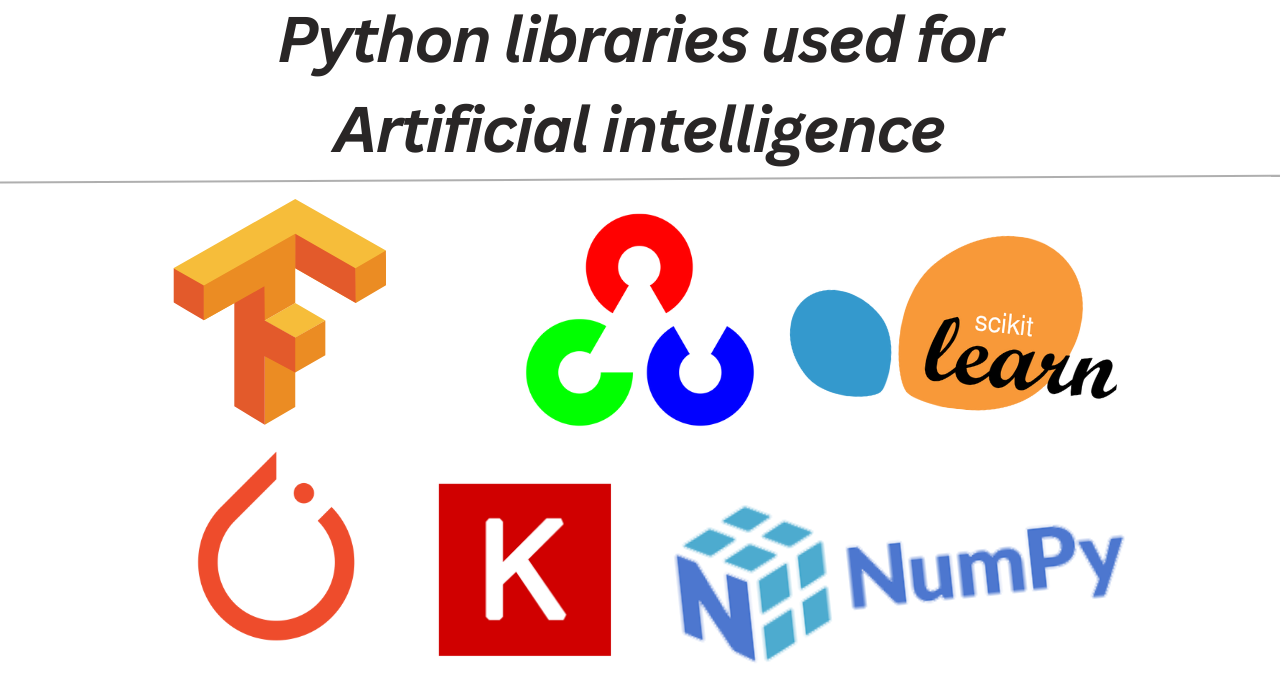 Python libraries used for
Artificial intelligence
scikit
learn
K
N NumPy